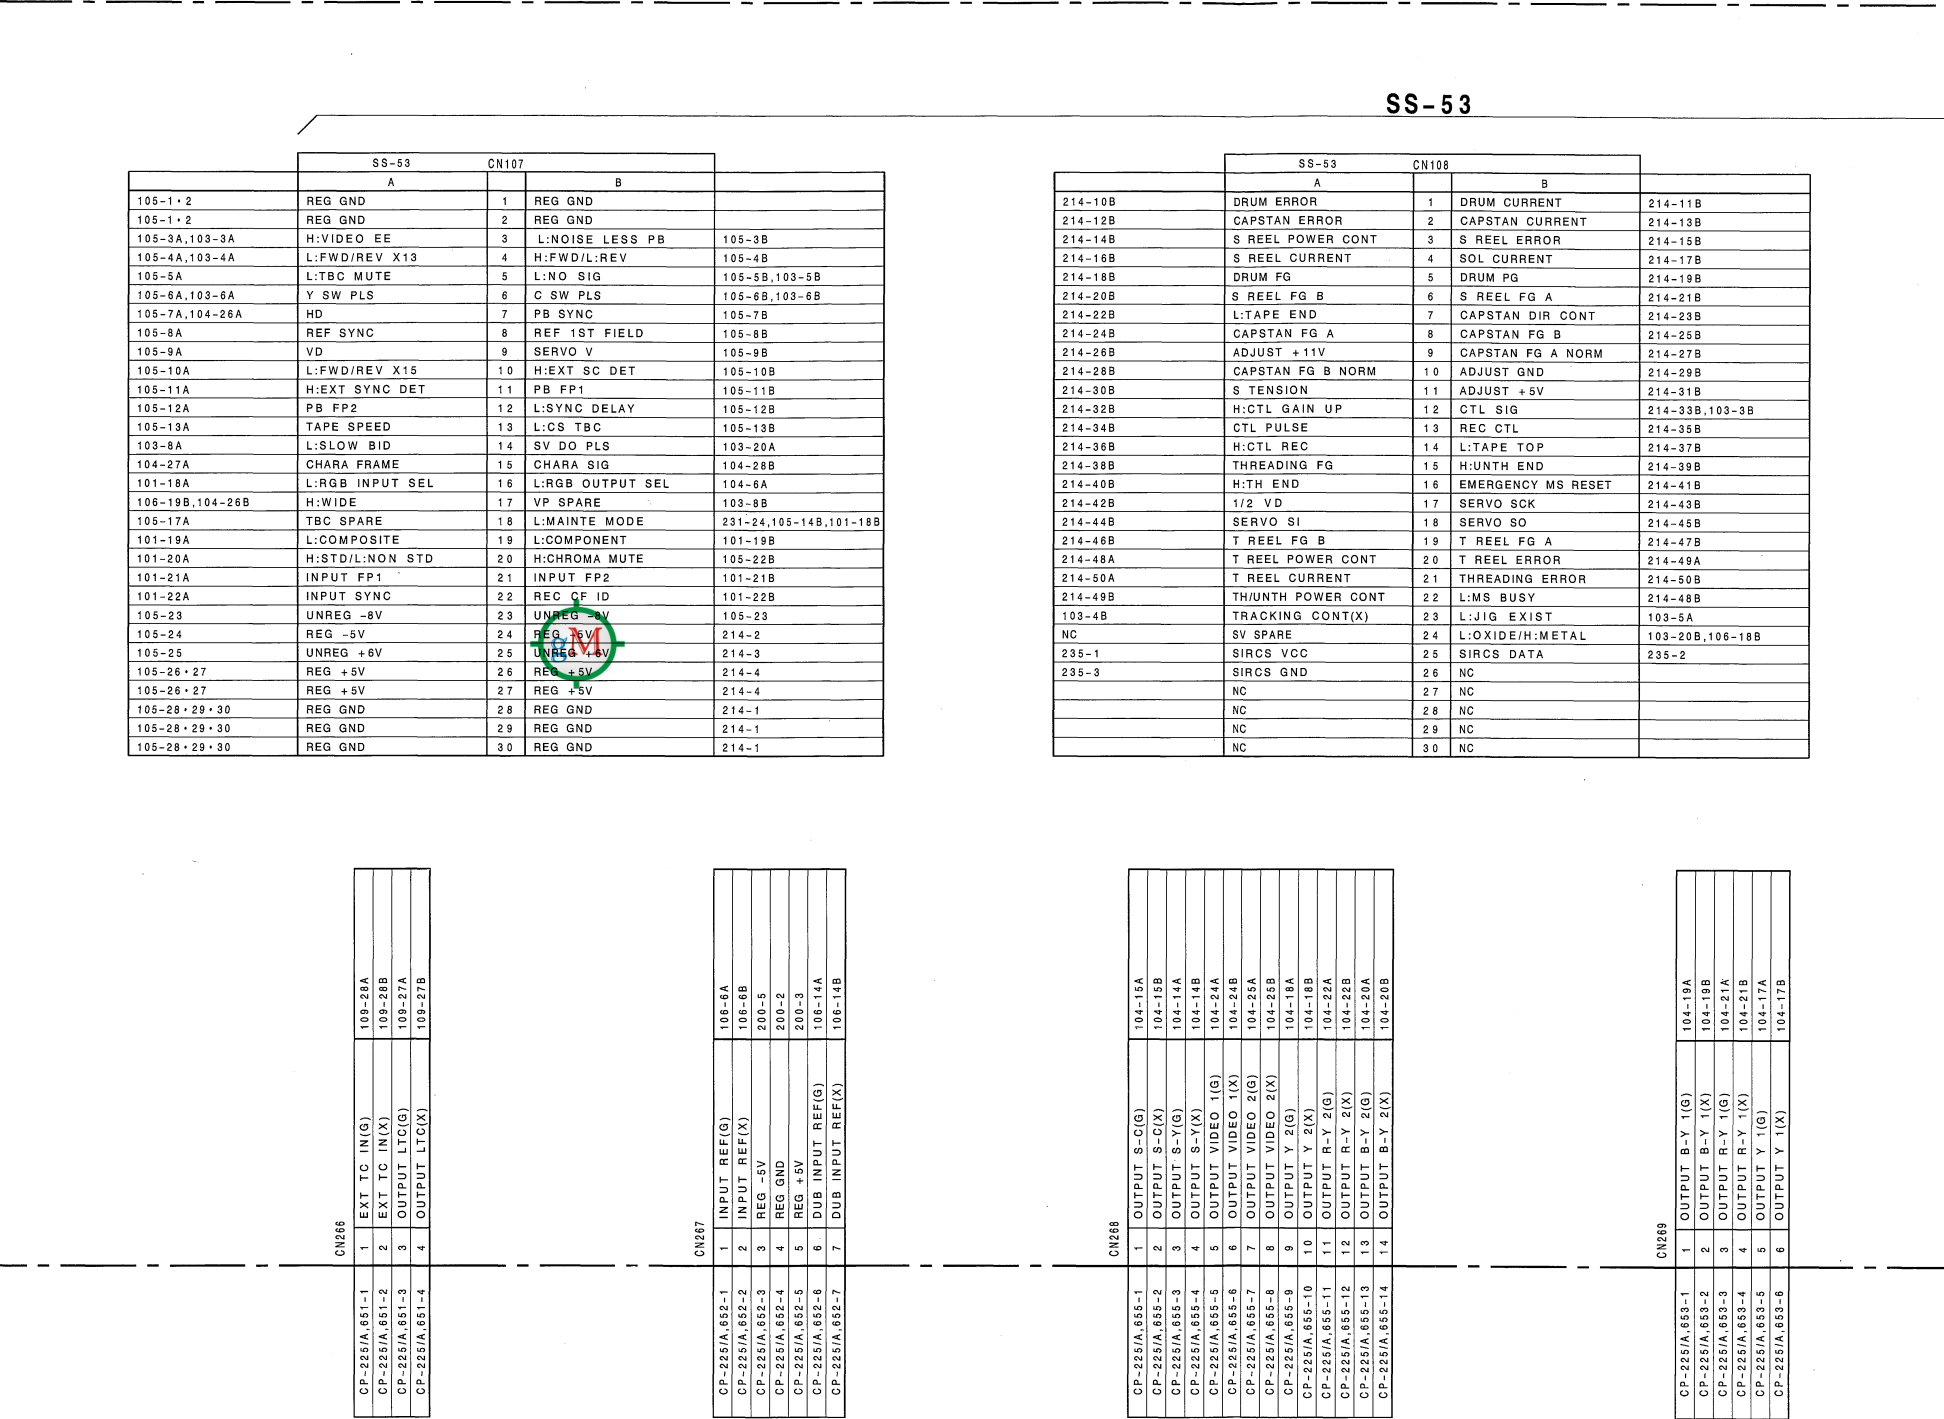 SS-53
SS-53 CN107
A B
105-1・2 REG GND 1 REG GND
105-1・2 REG GND 2 REG GND
105-3A,103-3A H:VIDEO EE 3 L:NOISE LESS PB 105-3B
105-4A,103-4A L:FWD/REV X13 4 H:FWD/L:REV 105-4B
105-5A L:TBC MUTE 5 L:NO SIG 105-5B,103-5B
105-6A,103-6A Y SW PLS 6 C SW PLS 105-6B,103-6B
105-7A,104-26A HD 7 PB SYNC 105-7B
105-8A REF SYNC 8 REF 1ST FIELD 105-8B
105-9A VD 9 SERVO V 105-9B
105-10A L:FWD/REV X15 10 H:EXT SC DET 105-10B
105-11A H:EXT SYNC DET 11 PB FP1 105-11B
105-12A PB FP2 12 L:SYNC DELAY 105-12B
105-13A TAPE SPEED 13 L:CS TBC 105-13B
103-8A L:SLOW BID 14 SV DO PLS 103-20A
104-27A CHARA FRAME 15 CHARA SIG 104-28B
101-18A L:RGB INPUT SEL 16 L:RGB OUTPUT SEL 104-6A
106-19B,104-26B H:WIDE 17 VP SPARE 103-8B
105-17A TBC SPARE 18 L:MAINTE MODE 231-24,105-14B,101-18B
101-19A L:COMPOSITE 19 L:COMPONENT 101-19B
101-20A H:STD/L:NON STD 20 H:CHROMA MUTE 105-22B
101-21A INPUT FP1 21 INPUT FP2 101-21B
101-22A INPUT SYNC 22 REC CF ID 101-22B
105-23 UNREG -8V 23 UNREG -8V 105-23
105-24 REG -5V 24 REG -5V 214-2
105-25 UNREG +6V 25 UNREG +6V 214-3
105-26・27 REG +5V 26 REG +5V 214-4
105-26・27 REG +5V 27 REG +5V 214-4
105-28・29・30 REG GND 28 REG GND 214-1
105-28・29・30 REG GND 29 REG GND 214-1
105-28・29・30 REG GND 30 REG GND 214-1
gM
SS-53 CN108
A B
214-10B DRUM ERROR 1 DRUM CURRENT 214-11B
214-12B CAPSTAN ERROR 2 CAPSTAN CURRENT 214-13B
214-14B S REEL POWER CONT 3 S REEL ERROR 214-15B
214-16B S REEL CURRENT 4 SOL CURRENT 214-17B
214-18B DRUM FG 5 DRUM PG 214-19B
214-20B S REEL FG B 6 S REEL FG A 214-21B
214-22B L:TAPE END 7 CAPSTAN DIR CONT 214-23B
214-24B CAPSTAN FG A 8 CAPSTAN FG B 214-25B
214-26B ADJUST +11V 9 CAPSTAN FG A NORM 214-27B
214-28B CAPSTAN FG B NORM 10 ADJUST GND 214-29B
214-30B S TENSION 11 ADJUST +5V 214-31B
214-32B H:CTL GAIN UP 12 CTL SIG 214-33B,103-3B
214-34B CTL PULSE 13 REC CTL 214-35B
214-36B H:CTL REC 14 L:TAPE TOP 214-37B
214-38B THREADING FG 15 H:UNTH END 214-39B
214-40B H:TH END 16 EMERGENCY MS RESET 214-41B
214-42B 1/2 VD 17 SERVO SCK 214-43B
214-44B SERVO SI 18 SERVO SO 214-45B
214-46B T REEL FG B 19 T REEL FG A 214-47B
214-48A T REEL POWER CONT 20 T REEL ERROR 214-49A
214-50A T REEL CURRENT 21 THREADING ERROR 214-50B
214-49B TH/UNTH POWER CONT 22 L:MS BUSY 214-48B
103-4B TRACKING CONT(X) 23 L:JIG EXIST 103-5A
NC SV SPARE 24 L:OXIDE/H:METAL 103-20B,106-18B
235-1 SIRCS VCC 25 SIRCS DATA 235-2
235-3 SIRCS GND 26 NC
NC 27 NC
NC 28 NC
NC 29 NC
NC 30 NC
CN266
CP-225/A,651-1 1 EXT TC IN(G) 109-28A
CP-225/A,651-2 2 EXT TC IN(X) 109-28B
CP-225/A,651-3 3 OUTPUT LTC(G) 109-27A
CP-225/A,651-4 4 OUTPUT LTC(X) 109-27B
CN267
CP-225/A,652-1 1 INPUT REF(G) 106-6A
CP-225/A,652-2 2 INPUT REF(X) 106-6B
CP-225/A,652-3 3 REG -5V 200-5
CP-225/A,652-4 4 REG GND 200-2
CP-225/A,652-5 5 REG +5V 200-3
CP-225/A,652-6 6 DUB INPUT REF(G) 106-14A
CP-225/A,652-7 7 DUB INPUT REF(X) 106-14B
CN268
CP-225/A,655-1 1 OUTPUT S-C(G) 104-15A
CP-225/A,655-2 2 OUTPUT S-C(X) 104-15B
CP-225/A,655-3 3 OUTPUT S-Y(G) 104-14A
CP-225/A,655-4 4 OUTPUT S-Y(X) 104-14B
CP-225/A,655-5 5 OUTPUT VIDEO 1(G) 104-24A
CP-225/A,655-6 6 OUTPUT VIDEO 1(X) 104-24B
CP-225/A,655-7 7 OUTPUT VIDEO 2(G) 104-25A
CP-225/A,655-8 8 OUTPUT VIDEO 2(X) 104-25B
CP-225/A,655-9 9 OUTPUT Y 2(G) 104-18A
CP-225/A,655-10 10 OUTPUT Y 2(X) 104-18B
CP-225/A,655-11 11 OUTPUT R-Y 2(G) 104-22A
CP-225/A,655-12 12 OUTPUT R-Y 2(X) 104-22B
CP-225/A,655-13 13 OUTPUT B-Y 2(G) 104-20A
CP-225/A,655-14 14 OUTPUT B-Y 2(X) 104-20B
CN269
CP-225/A,653-1 1 OUTPUT B-Y 1(G) 104-19A
CP-225/A,653-2 2 OUTPUT B-Y 1(X) 104-19B
CP-225/A,653-3 3 OUTPUT R-Y 1(G) 104-21A
CP-225/A,653-4 4 OUTPUT R-Y 1(X) 104-21B
CP-225/A,653-5 5 OUTPUT Y 1(G) 104-17A
CP-225/A,653-6 6 OUTPUT Y 1(X) 104-17B